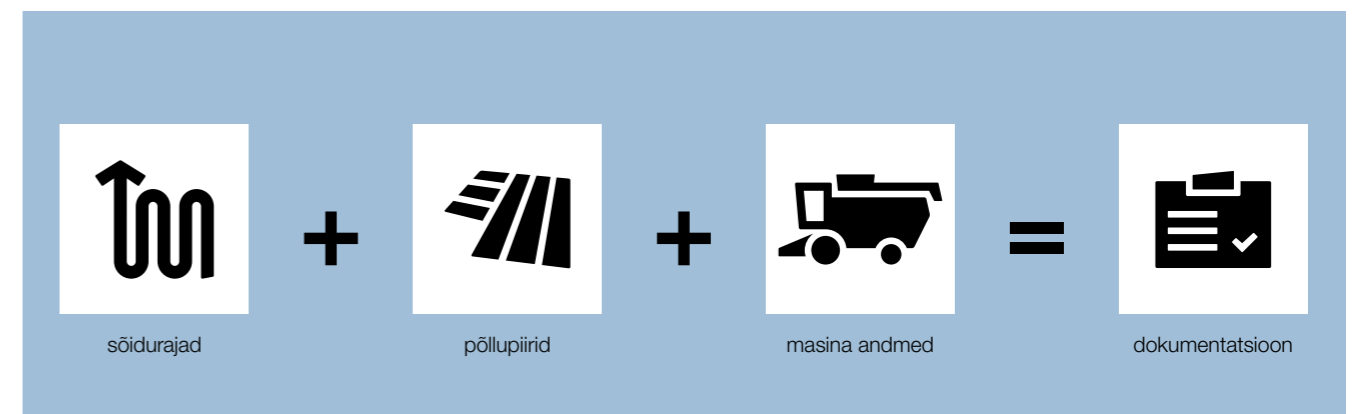 sõidurajad + põllupiirid + masina andmed = dokumentatsioon